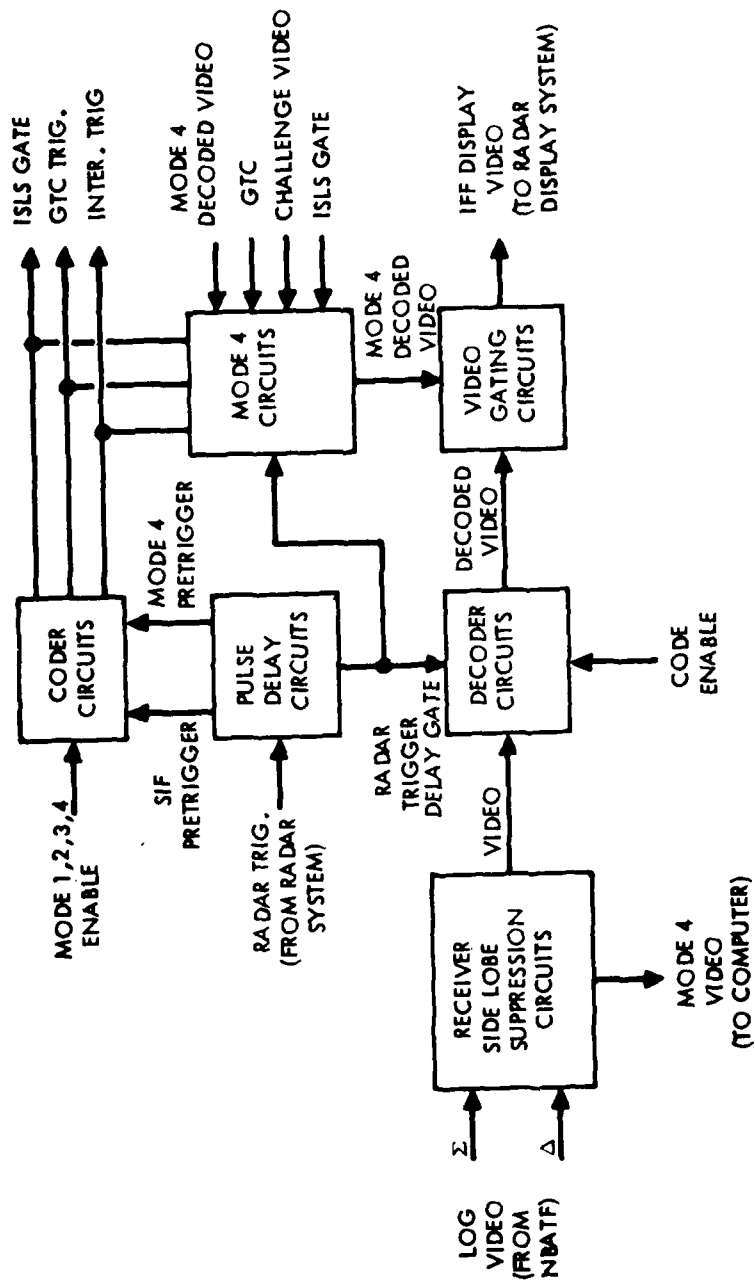 ISLS GATE
GTC TRIG.
INTER. TRIG
MODE 1,2,3,4
ENABLE
CODER
CIRCUITS
SIF
PRETRIGGER
MODE 4
PRETRIGGER
MODE 4
DECODED VIDEO
GTC
CHALLENGE VIDEO
ISLS GATE
RADAR TRIG.
(FROM RADAR
SYSTEM)
PULSE
DELAY
CIRCUITS
MODE 4
CIRCUITS
RADAR
TRIGGER
DELAY GATE
MODE 4
DECODED
VIDEO
LOG
VIDEO
(FROM
NBATF)
Σ
Δ
RECEIVER
SIDE LOBE
SUPPRESSION
CIRCUITS
VIDEO
DECODER
CIRCUITS
DECODED
VIDEO
VIDEO
GATING
CIRCUITS
IFF DISPLAY
VIDEO
(TO RADAR
DISPLAY SYSTEM)
MODE 4
VIDEO
(TO COMPUTER)
CODE
ENABLE